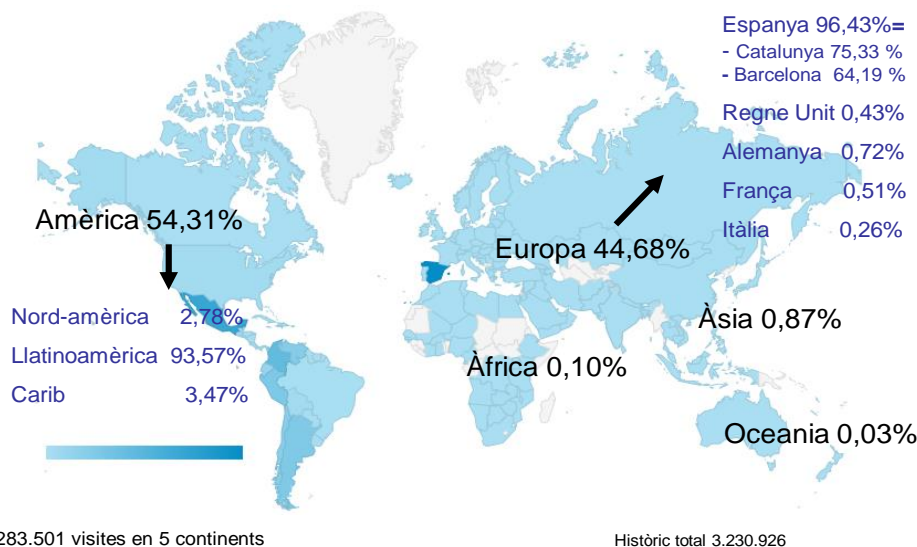 Espanya 96,43%=
- Catalunya 75,33 %
- Barcelona 64,19 %
Regne Unit 0,43%
Alemanya 0,72%
França 0,51%
Itàlia 0,26%
Amèrica 54,31%
Europa 44,68%
Nord-amèrica 2,78%
Llatinoamèrica 93,57%
Carib 3,47%
Àsia 0,87%
Àfrica 0,10%
Oceania 0,03%
283.501 visites en 5 continents
Històric total 3.230.926